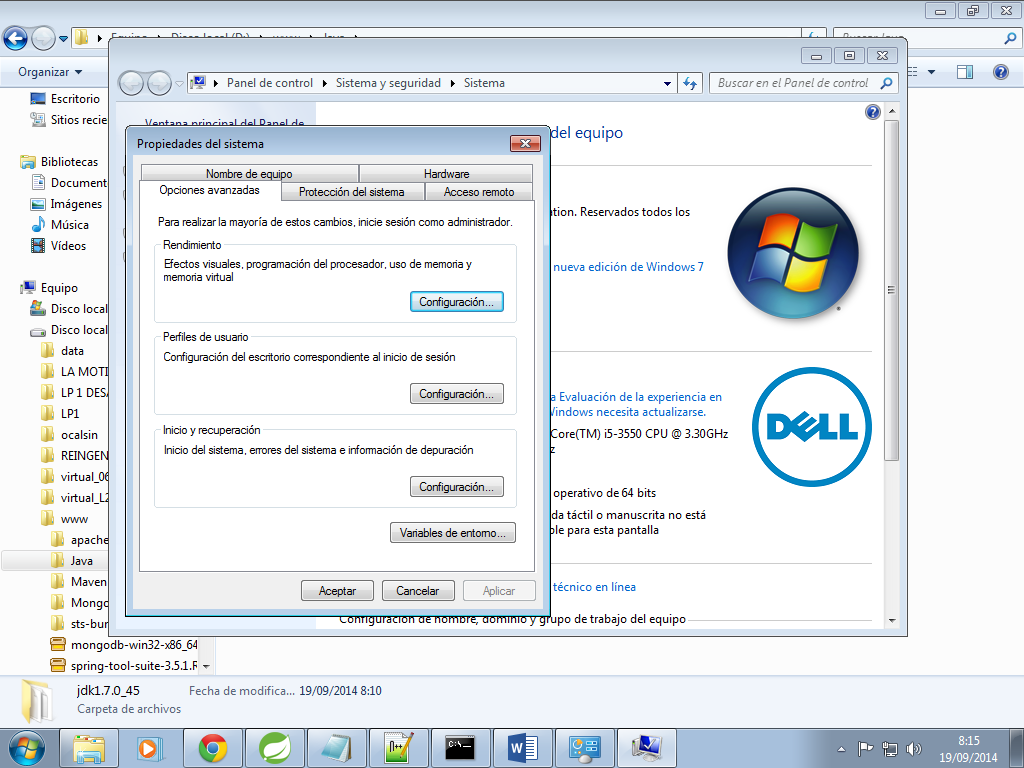 Organizar
Panel de control
Sistema y seguridad
Sistema
Buscar en el Panel de control
Escritorio
Sitios recie
Bibliotecas
Document
Imágenes
Música
Vídeos
Equipo
Disco local
Disco local
data
LA MOTI
LP 1 DESA
LP1
ocalsin
REINGEN
virtual_06
virtual_L2
www
apache
Java
Maven
Mongo
sts-bun
mongodb-win32-x86_64
spring-tool-suite-3.5.1.R
Ventana principal del Panel de
Propiedades del sistema
Nombre de equipo
Hardware
Opciones avanzadas
Protección del sistema
Acceso remoto
Para realizar la mayoría de estos cambios, inicie sesión como administrador.
Rendimiento
Efectos visuales, programación del procesador, uso de memoria y
memoria virtual
Configuración...
Perfiles de usuario
Configuración del escritorio correspondiente al inicio de sesión
Configuración...
Inicio y recuperación
Inicio del sistema, errores del sistema e información de depuración
Configuración...
Variables de entorno...
Aceptar
Cancelar
Aplicar
del equipo
ation. Reservados todos los
nueva edición de Windows 7
a Evaluación de la experiencia en
Windows necesita actualizarse.
Core(TM) i5-3550 CPU @ 3.30GHz
z
DELL
operativo de 64 bits
da táctil o manuscrita no está
ble para esta pantalla
técnico en línea
Configuración de nombre, dominio y grupo de trabajo del equipo
jdk1.7.0_45
Fecha de modifica... 19/09/2014 8:10
Carpeta de archivos
8:15
19/09/2014